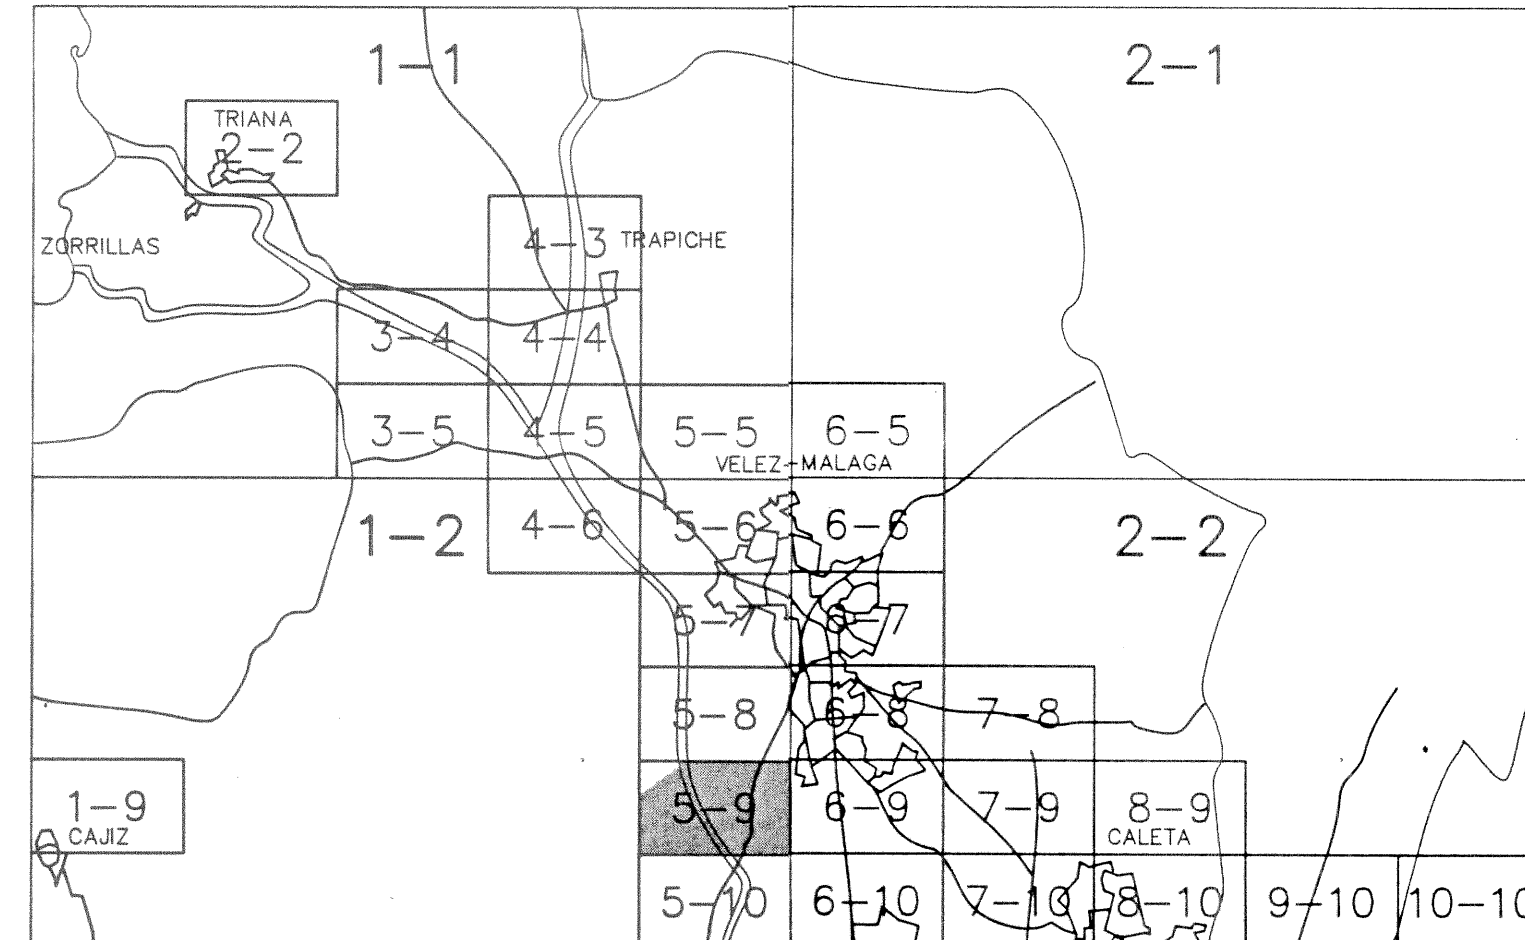 1-1
2-1
TRIANA
2-2
4-3 TRAPICHE
ZORRILLAS
3-4 4-4
3-5 4-5 5-5 6-5
VELEZ-MALAGA
1-2 4-6 5-6 6-6 2-2
5-7 6-7
5-8 6-8 7-8
1-9 5-9 6-9 7-9 8-9
CAJIZ CALETA
5-10 6-10 7-10 8-10 9-10 10-10